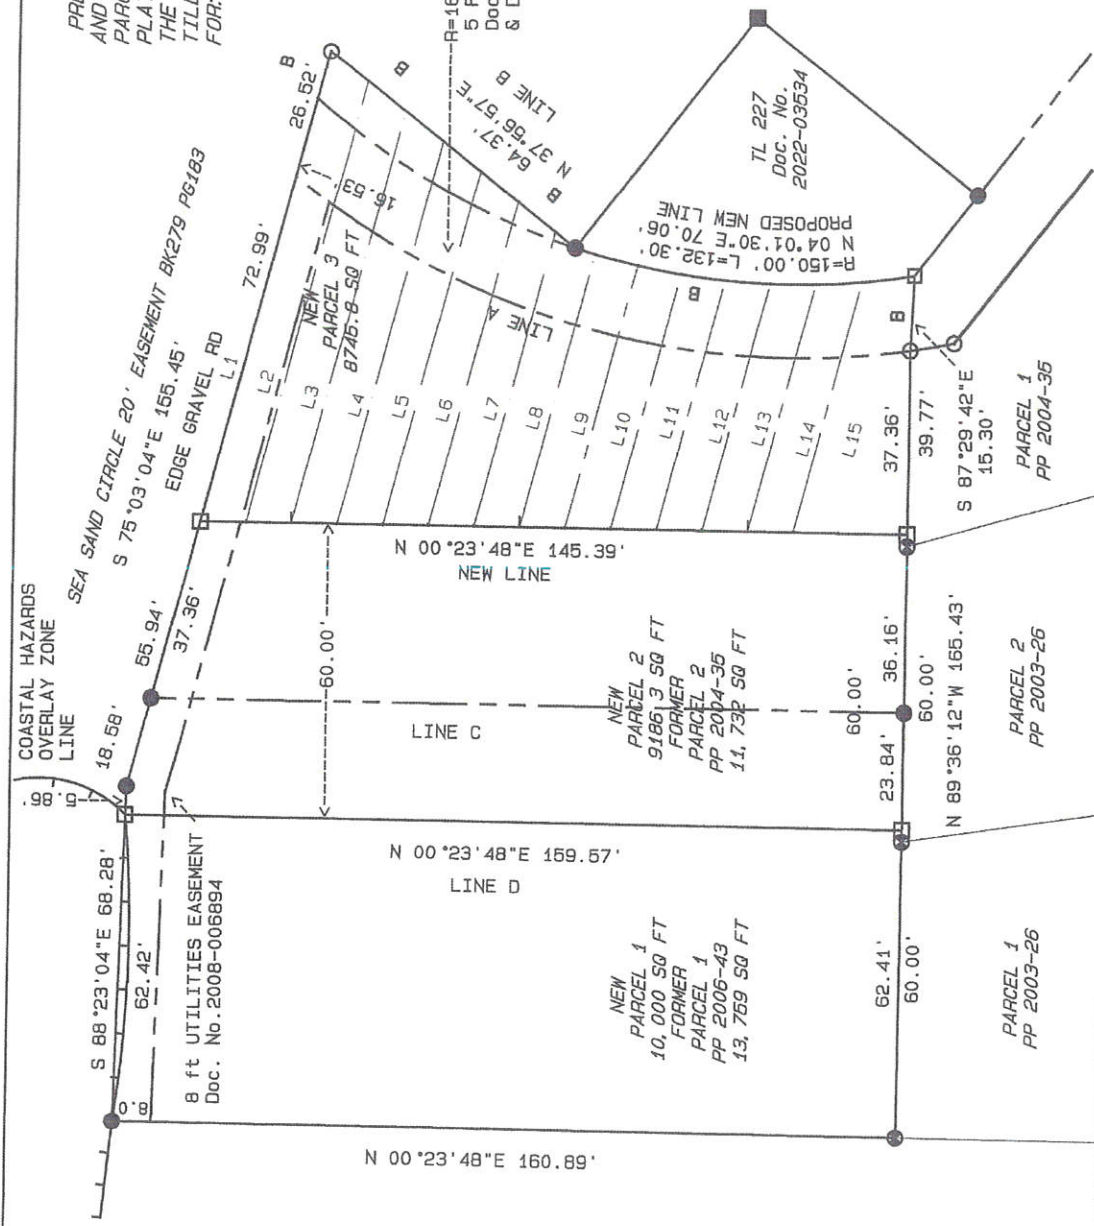 PR
AND
PARC
PLAT
THE
TILL
FOR:
COASTAL HAZARDS
OVERLAY ZONE
LINE
SEA SAND CIRCLE 20' EASEMENT BK279 PG183
S 75°03'04"E 155.45'
EDGE GRAVEL RD
L1
72.99'
26.52'
B
B
16.53'
R=16
5 F
Doc
& D
64.37'
N 37°56'57"E
LINE B
B
5.86'
18.58'
55.94'
37.36'
S 88°23'04"E 68.28'
62.42'
8.0
8 ft UTILITIES EASEMENT
Doc. No.2008-006894
L2
L3
L4
L5
L6
L7
L8
L9
L10
L11
L12
L13
L14
L15
NEW
PARCEL 3
8745.8 SQ FT
LINE A
R=150.00' L=132.30'
N 04°01'30"E 70.06'
PROPOSED NEW LINE
B
TL 227
Doc. No.
2022-03534
N 00°23'48"E 145.39'
NEW LINE
60.00'
LINE C
NEW
PARCEL 2
9186.3 SQ FT
FORMER
PARCEL 2
PP 2004-35
11,732 SQ FT
N 00°23'48"E 159.57'
LINE D
NEW
PARCEL 1
10,000 SQ FT
FORMER
PARCEL 1
PP 2006-43
13,759 SQ FT
N 00°23'48"E 160.89'
62.41'
60.00'
23.84'
60.00'
36.16'
60.00'
N 89°36'12"W 165.43'
37.36'
39.77'
B
S 87°29'42"E
15.30'
PARCEL 1
PP 2004-35
PARCEL 2
PP 2003-26
PARCEL 1
PP 2003-26